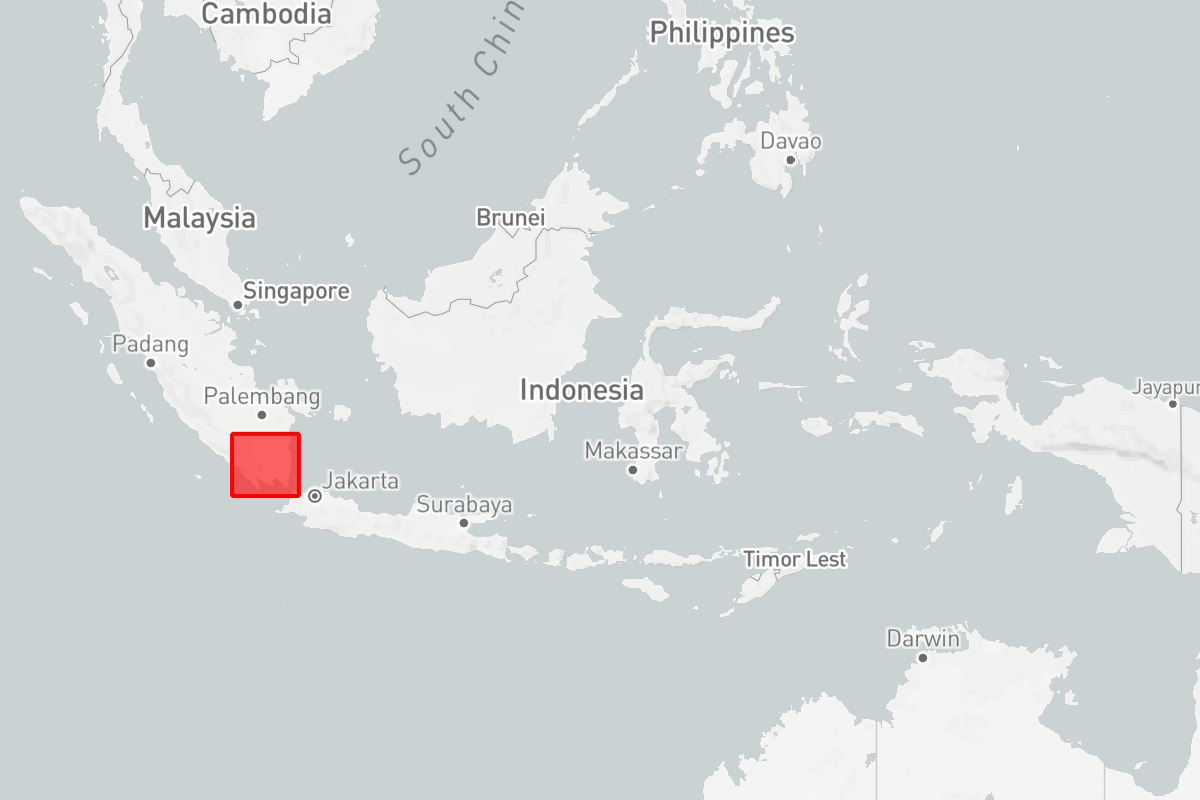 Cambodia
Philippines
South Chin
Davao
Malaysia
Brunei
Singapore
Padang
Palembang
Indonesia
Jayapur
Makassar
Jakarta
Surabaya
Timor Lest
Darwin